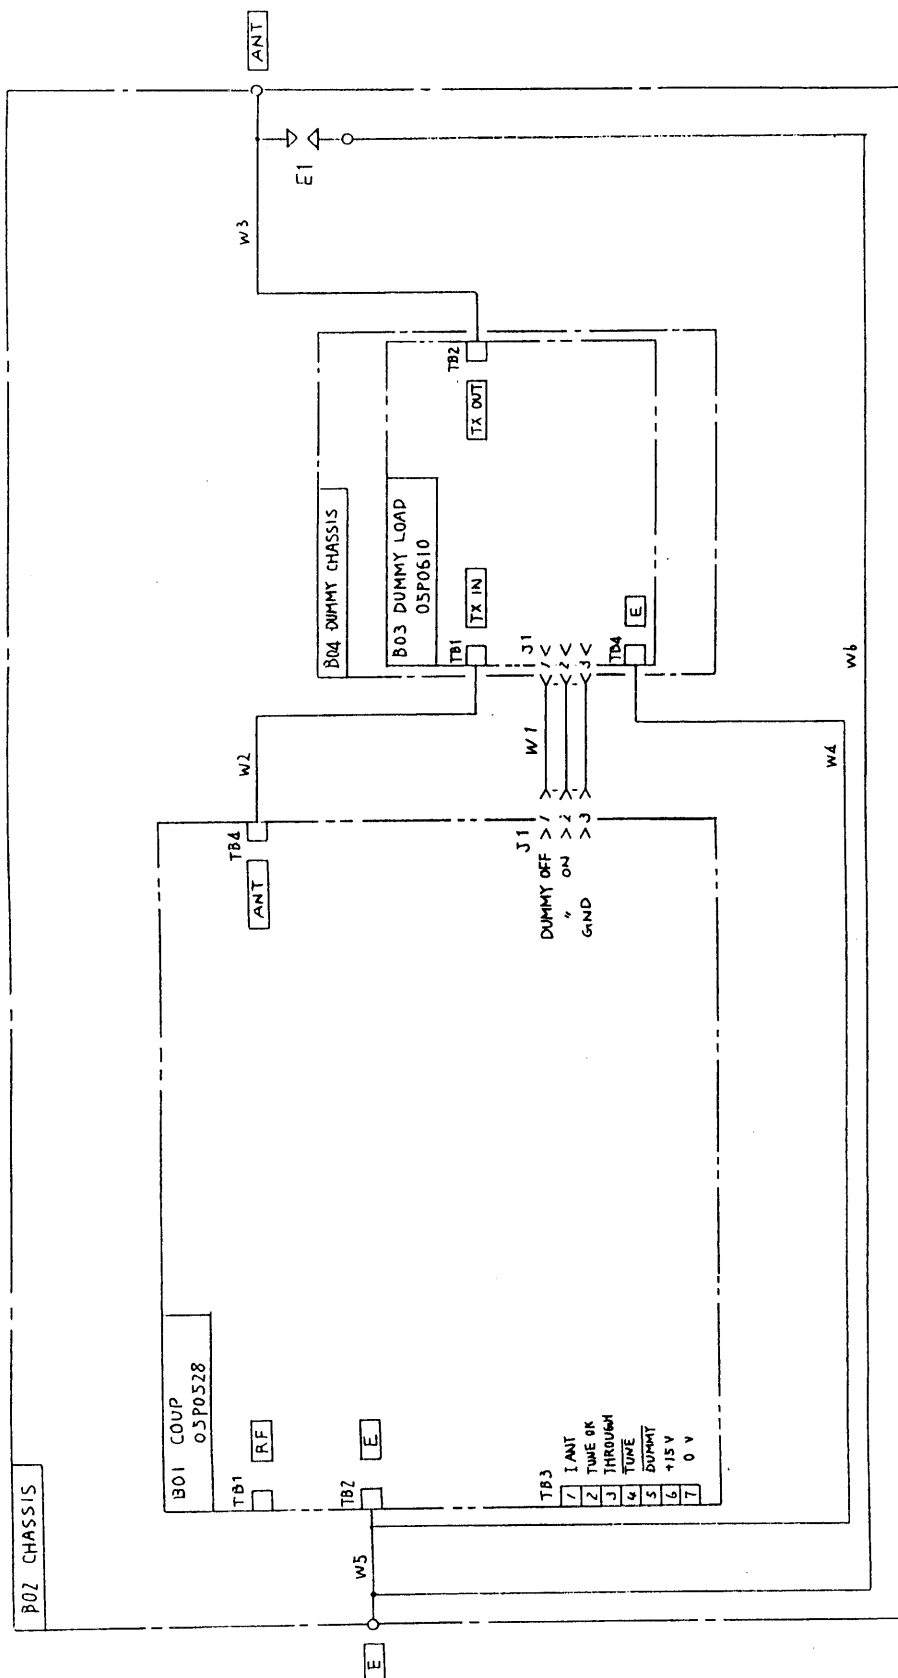 B02 CHASSIS
B01 COUP
05P0528
TB1
RF
TB2
E
W5
E
TB3
1 I ANT
2 TUNE OK
3 THROUGH
4 TUNE
5 DUMMY
6 +15 V
7 0 V
TB4
ANT
W2
J1
DUMMY OFF 1
" ON 2
GND 3
W1
B04 DUMMY CHASSIS
B03 DUMMY LOAD
05P0610
TB1
TX IN
J1
1
2
3
TB4
E
TB2
TX OUT
W3
ANT
E1
W4
W6